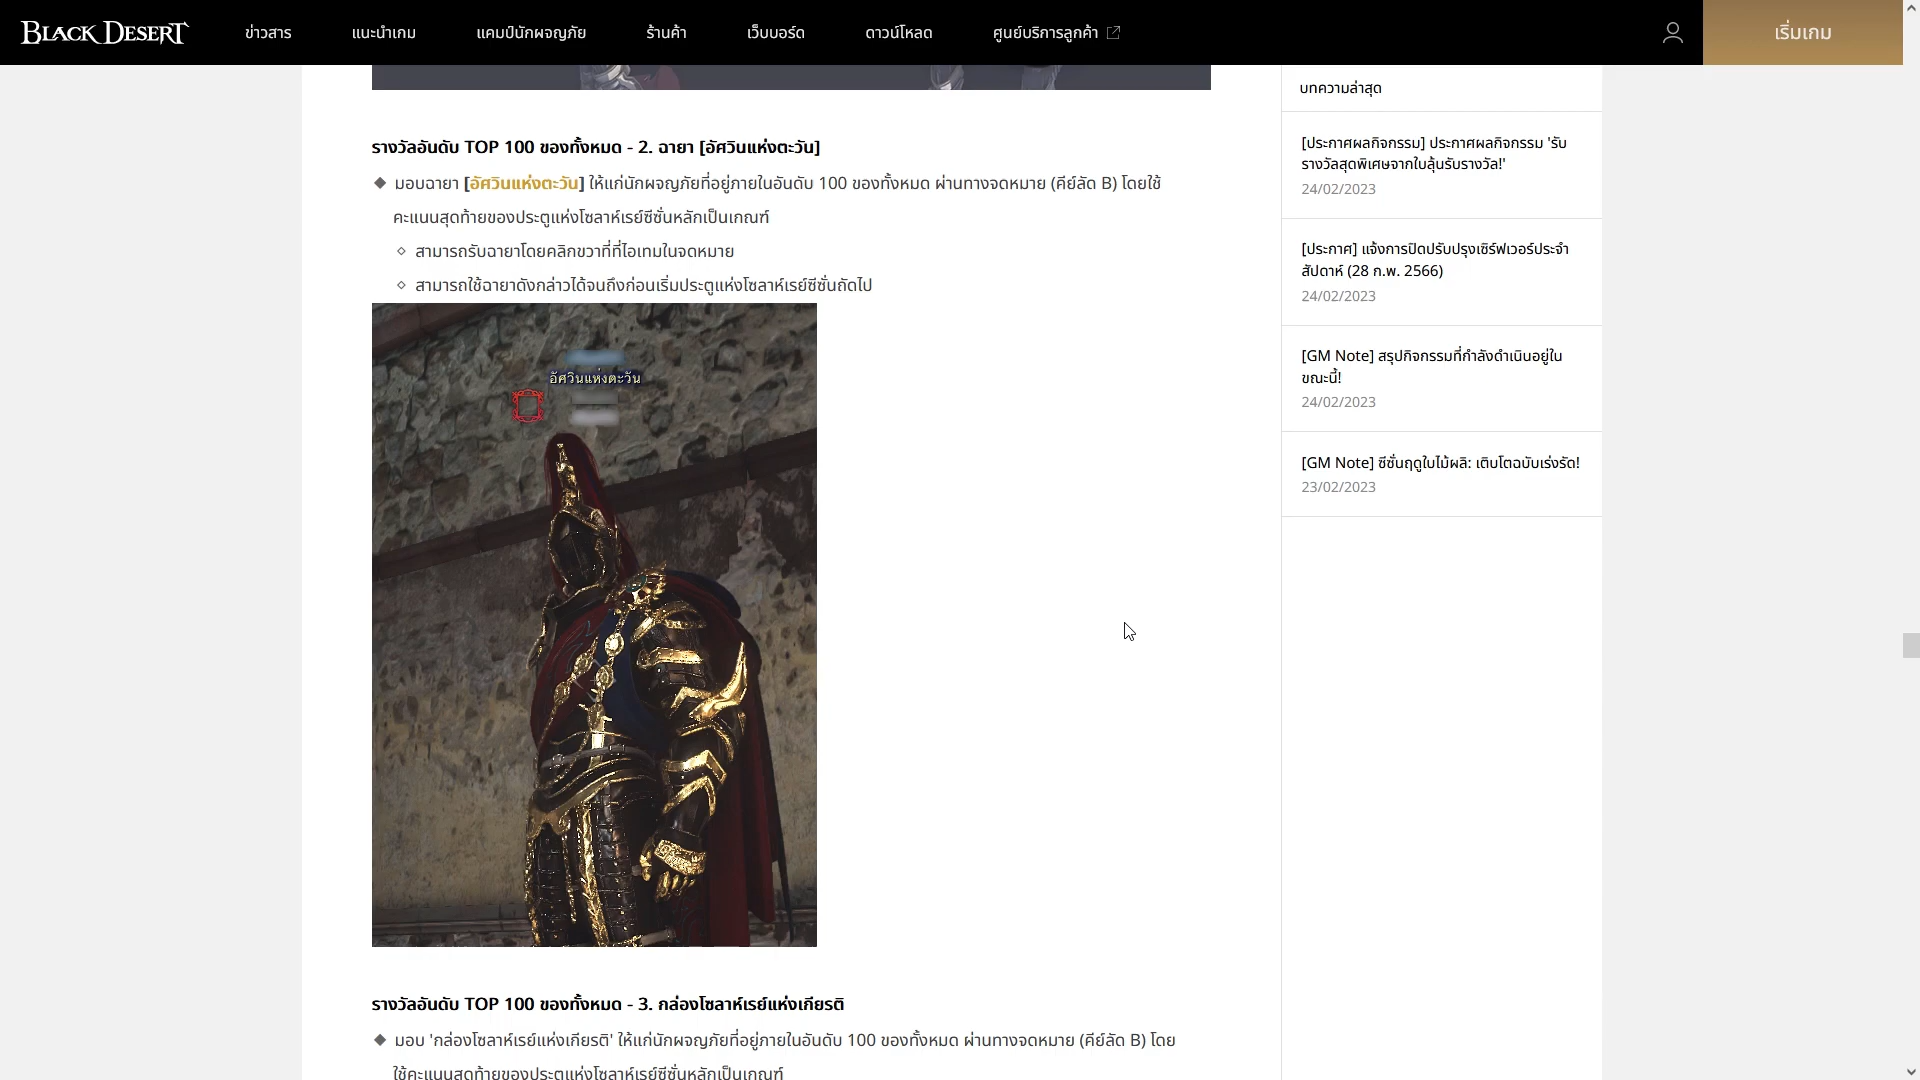 BLACK DESERT
ข่าวสาร
แนะนำเกม
แคมป์นักผจญภัย
ร้านค้า
เว็บบอร์ด
ดาวน์โหลด
ศูนย์บริการลูกค้า
เริ่มเกม
รางวัลอันดับ TOP 100 ของทั้งหมด - 2. ฉายา [อัศวินแห่งตะวัน]
มอบฉายา [อัศวินแห่งตะวัน] ให้แก่นักผจญภัยที่อยู่ภายในอันดับ 100 ของทั้งหมด ผ่านทางจดหมาย (คีย์ลัด B) โดยใช้
คะแนนสุดท้ายของประตูแห่งโซลาห์เรย์ซีซั่นหลักเป็นเกณฑ์
สามารถรับฉายาโดยคลิกขวาที่ที่ไอเทมในจดหมาย
สามารถใช้ฉายาดังกล่าวได้จนถึงก่อนเริ่มประตูแห่งโซลาห์เรย์ซีซั่นถัดไป
อัศวินแห่งตะวัน
รางวัลอันดับ TOP 100 ของทั้งหมด - 3. กล่องโซลาห์เรย์แห่งเกียรติ
มอบ 'กล่องโซลาห์เรย์แห่งเกียรติ' ให้แก่นักผจญภัยที่อยู่ภายในอันดับ 100 ของทั้งหมด ผ่านทางจดหมาย (คีย์ลัด B) โดย
ใช้คะแนนสุดท้ายของประตูแห่งโซลาห์เรย์ซีซั่นหลักเป็นเกณฑ์
บทความล่าสุด
[ประกาศผลกิจกรรม] ประกาศผลกิจกรรม 'รับ
รางวัลสุดพิเศษจากใบลุ้นรับรางวัล!'
24/02/2023
[ประกาศ] แจ้งการปิดปรับปรุงเซิร์ฟเวอร์ประจำ
สัปดาห์ (28 ก.พ. 2566)
24/02/2023
[GM Note] สรุปกิจกรรมที่กำลังดำเนินอยู่ใน
ขณะนี้!
24/02/2023
[GM Note] ซีซั่นฤดูใบไม้ผลิ: เติบโตฉบับเร่งรัด!
23/02/2023